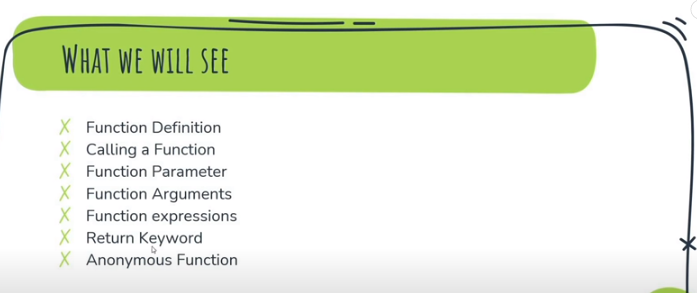 What we will see
Function Definition
Calling a Function
Function Parameter
Function Arguments
Function expressions
Return Keyword
Anonymous Function